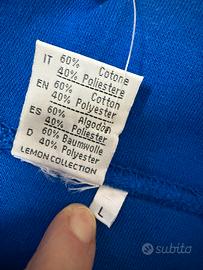 IT 60% Cotone
40% Poliestere
EN 60% Cotton
40% Polyester
ES 60% Algodon
40% Poliester
D 60% Baumwolle
40% Polyester
LEMON COLLECTION
L
subito